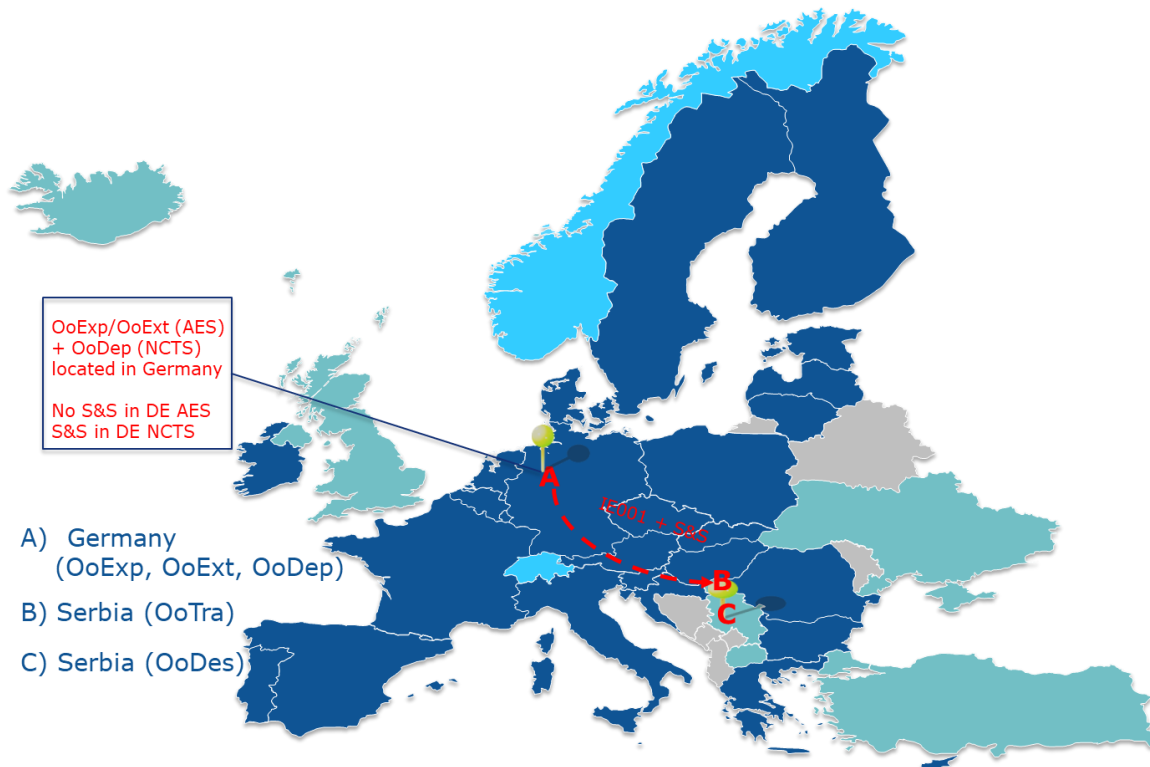 OoExp/OoExt (AES)
+ OoDep (NCTS)
located in Germany
No S&S in DE AES
S&S in DE NCTS
A
IE001 + S&S
B
C
A) Germany
(OoExp, OoExt, OoDep)
B) Serbia (OoTra)
C) Serbia (OoDes)